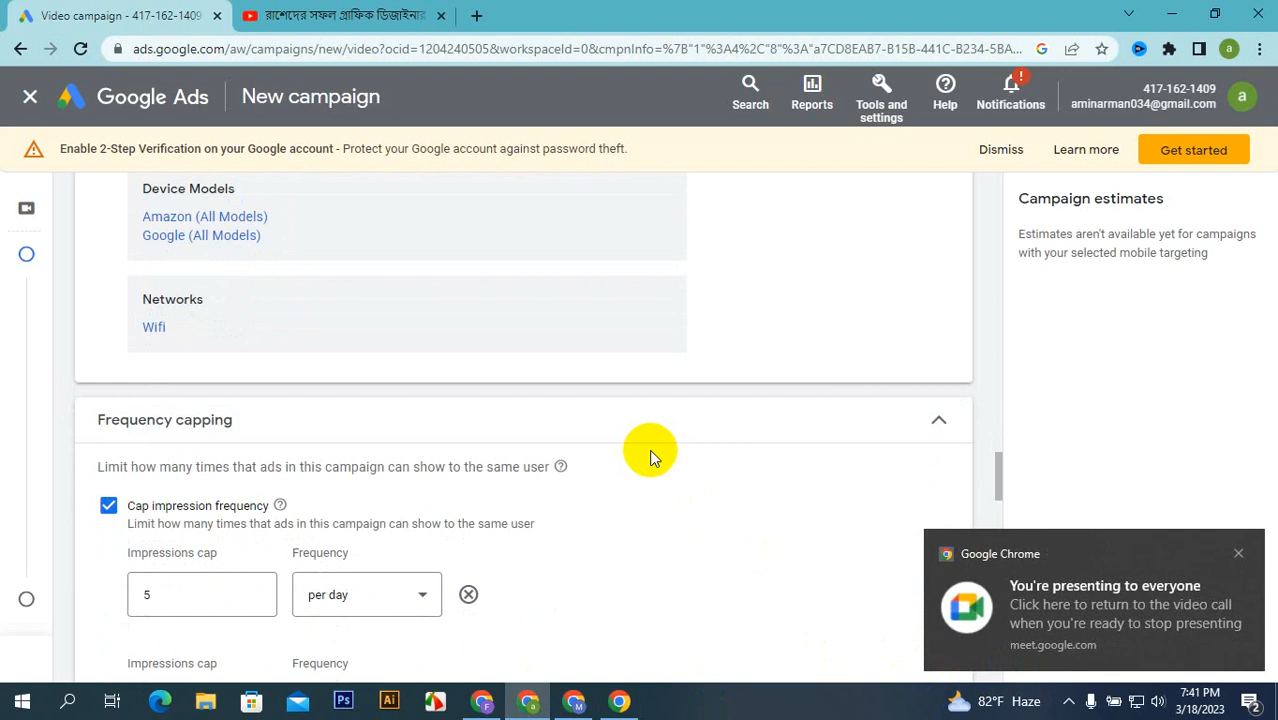 Video campaign - 417-162-1409
রাশেদের সফল গ্রাফিক ডিজাইনার
ads.google.com/aw/campaigns/new/video?ocid=1204240505&workspaceId=0&cmpnInfo=%7B"1"%3A4%2C"8"%3A"a7CD8EAB7-B15B-441C-B234-5BA...
a
Google Ads
New campaign
Search
Reports
Tools and settings
Help
Notifications
417-162-1409
aminarman034@gmail.com
a
Enable 2-Step Verification on your Google account - Protect your Google account against password theft.
Dismiss
Learn more
Get started
Device Models
Amazon (All Models)
Google (All Models)
Networks
Wifi
Campaign estimates
Estimates aren't available yet for campaigns
with your selected mobile targeting
Frequency capping
Limit how many times that ads in this campaign can show to the same user
Cap impression frequency
Limit how many times that ads in this campaign can show to the same user
Impressions cap
Frequency
5
per day
Impressions cap
Frequency
Google Chrome
You're presenting to everyone
Click here to return to the video call
when you're ready to stop presenting
meet.google.com
Ps
Ai
F
a
M
82°F Haze
7:41 PM
3/18/2023
2